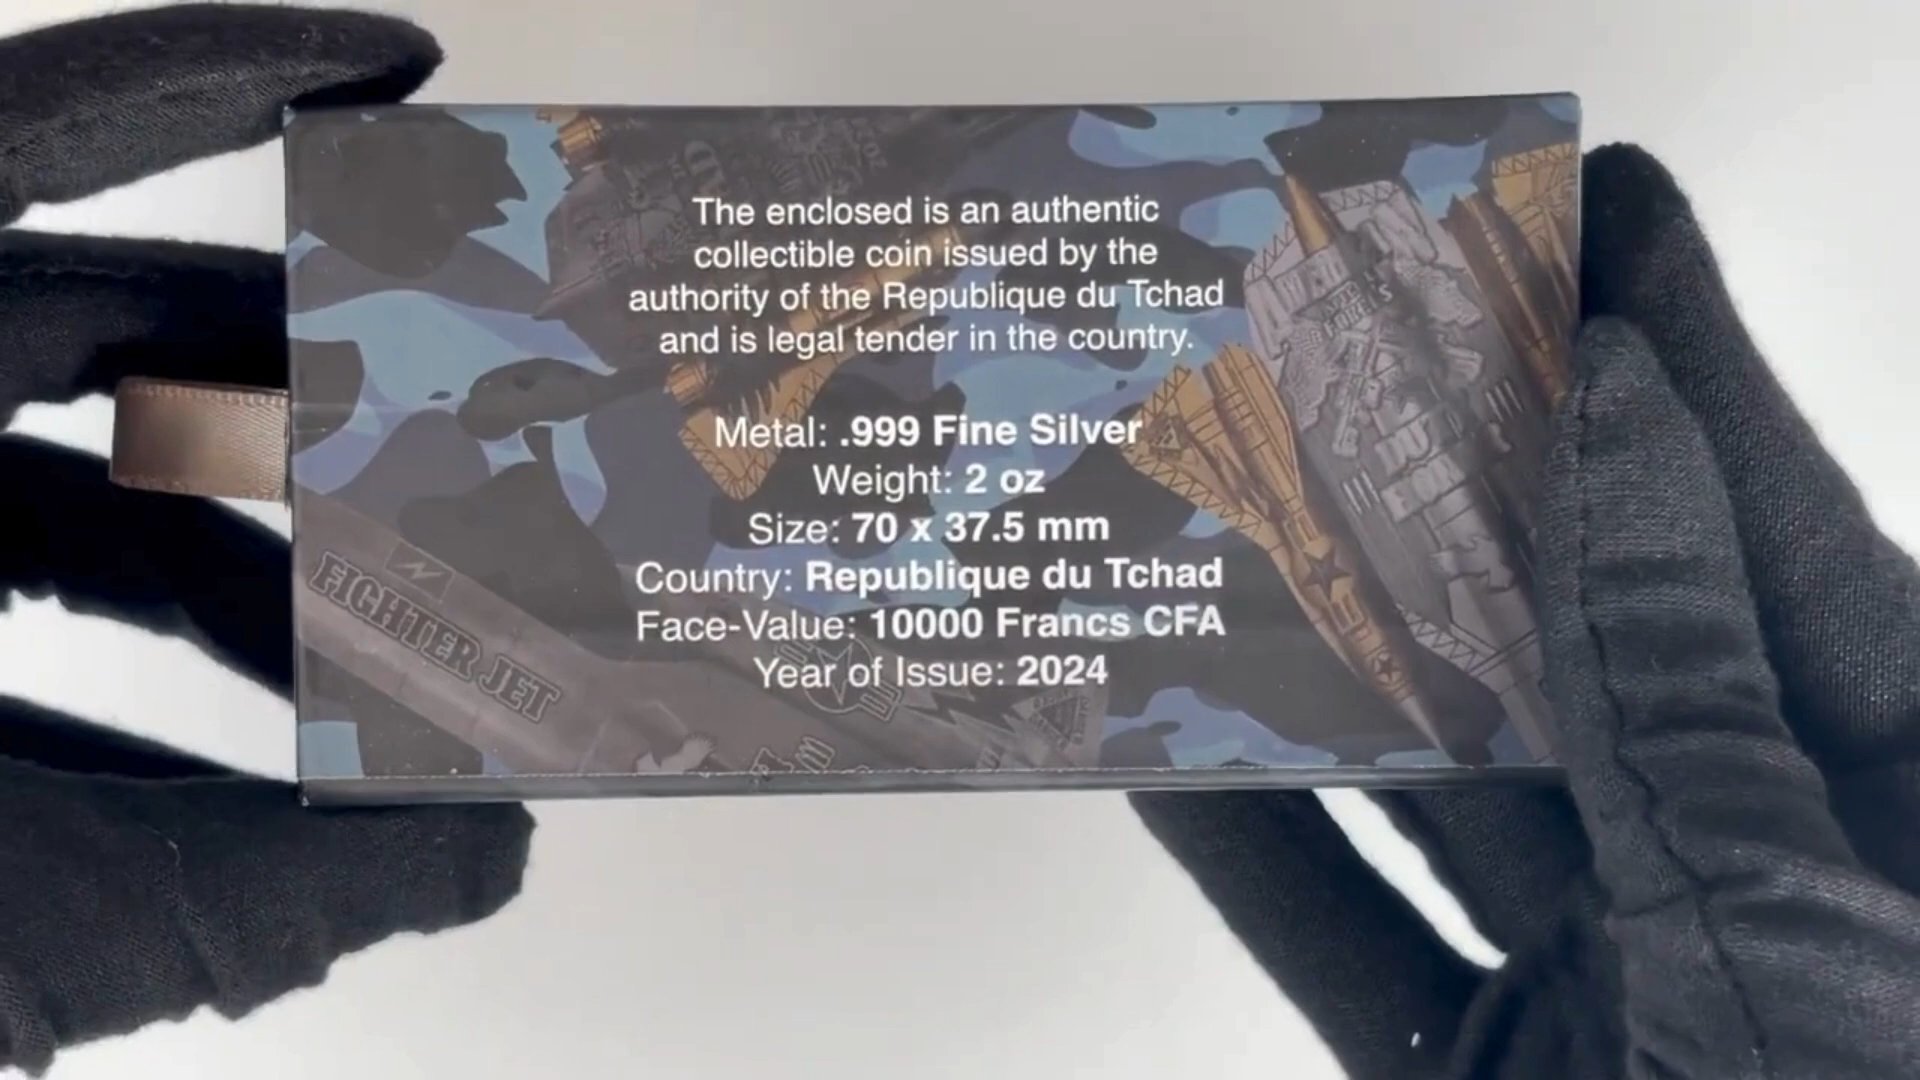 The enclosed is an authentic
collectible coin issued by the
authority of the Republique du Tchad
and is legal tender in the country.
Metal: .999 Fine Silver
Weight: 2 oz
Size: 70 x 37.5 mm
Country: Republique du Tchad
Face-Value: 10000 Francs CFA
Year of Issue: 2024
FIGHTER JET